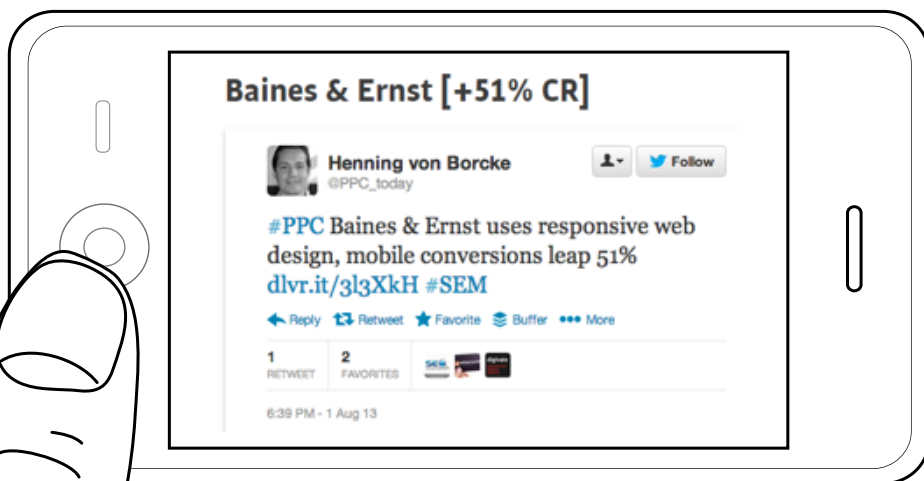 Baines & Ernst [+51% CR]
Henning von Borcke
@PPC_today
Follow
#PPC Baines & Ernst uses responsive web
design, mobile conversions leap 51%
dlvr.it/3l3XkH #SEM
Reply Retweet Favorite Buffer More
1 2
RETWEET FAVORITES
6:39 PM - 1 Aug 13